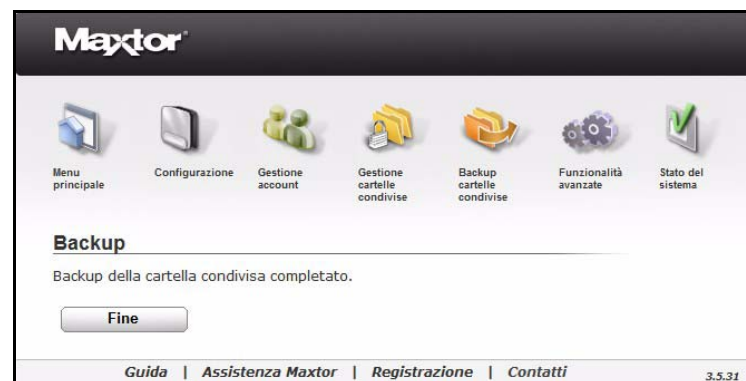 Maxtor
Menu principale
Configurazione
Gestione account
Gestione cartelle condivise
Backup cartelle condivise
Funzionalità avanzate
Stato del sistema
Backup
Backup della cartella condivisa completato.
Fine
Guida | Assistenza Maxtor | Registrazione | Contatti
3.5.31